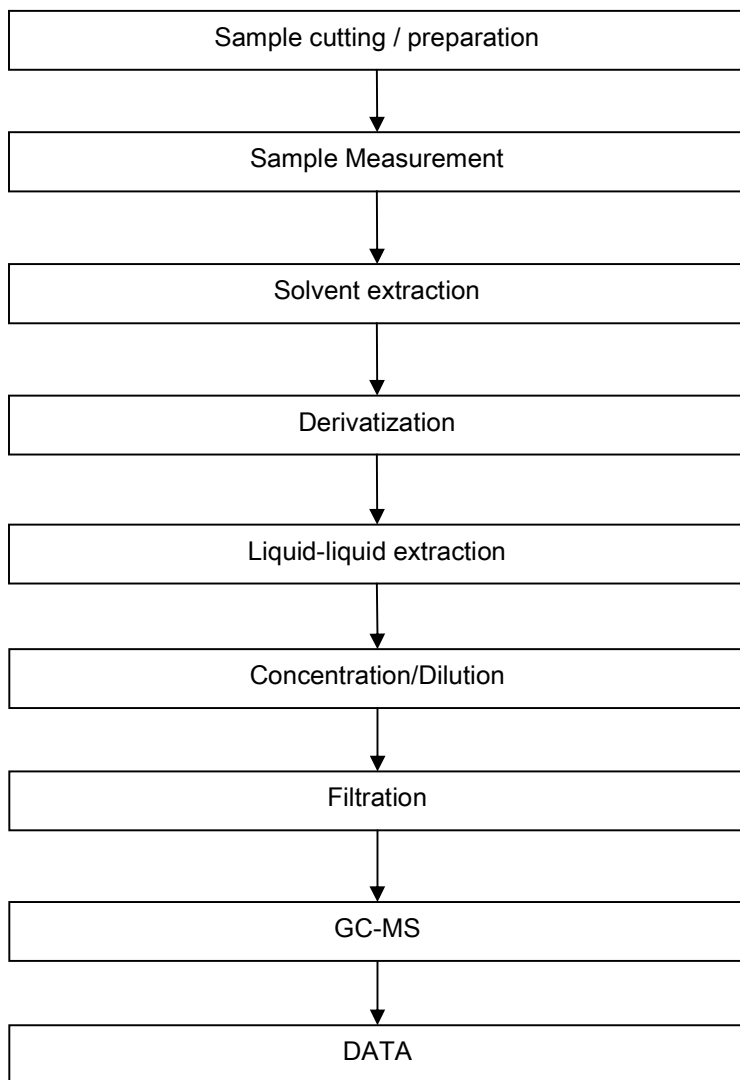 Sample cutting / preparation
Sample Measurement
Solvent extraction
Derivatization
Liquid-liquid extraction
Concentration/Dilution
Filtration
GC-MS
DATA